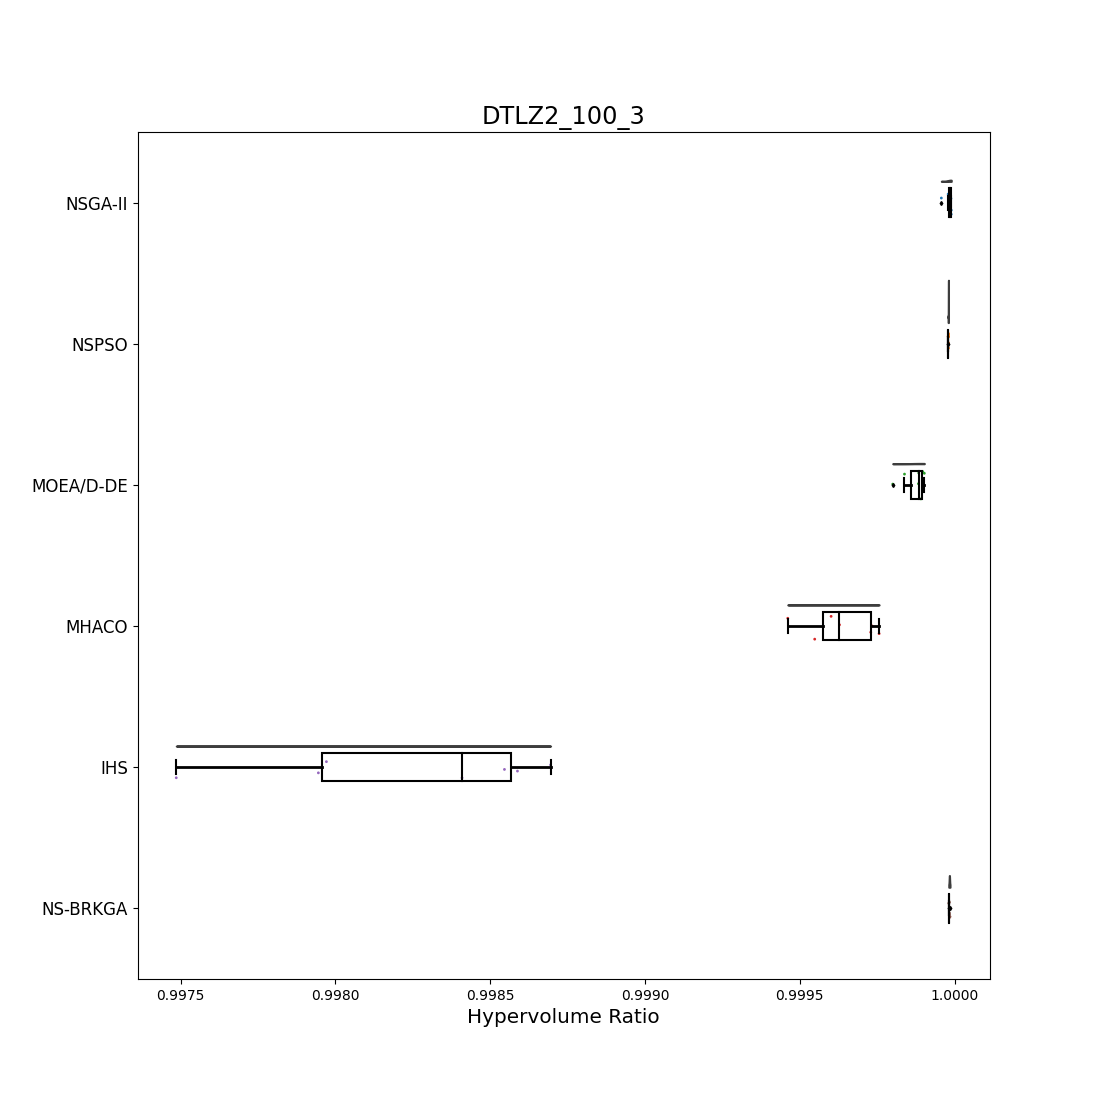 DTLZ2_100_3
NSGA-II
NSPSO
MOEA/D-DE
MHACO
IHS
NS-BRKGA
0.9975 0.9980 0.9985 0.9990 0.9995 1.0000
Hypervolume Ratio